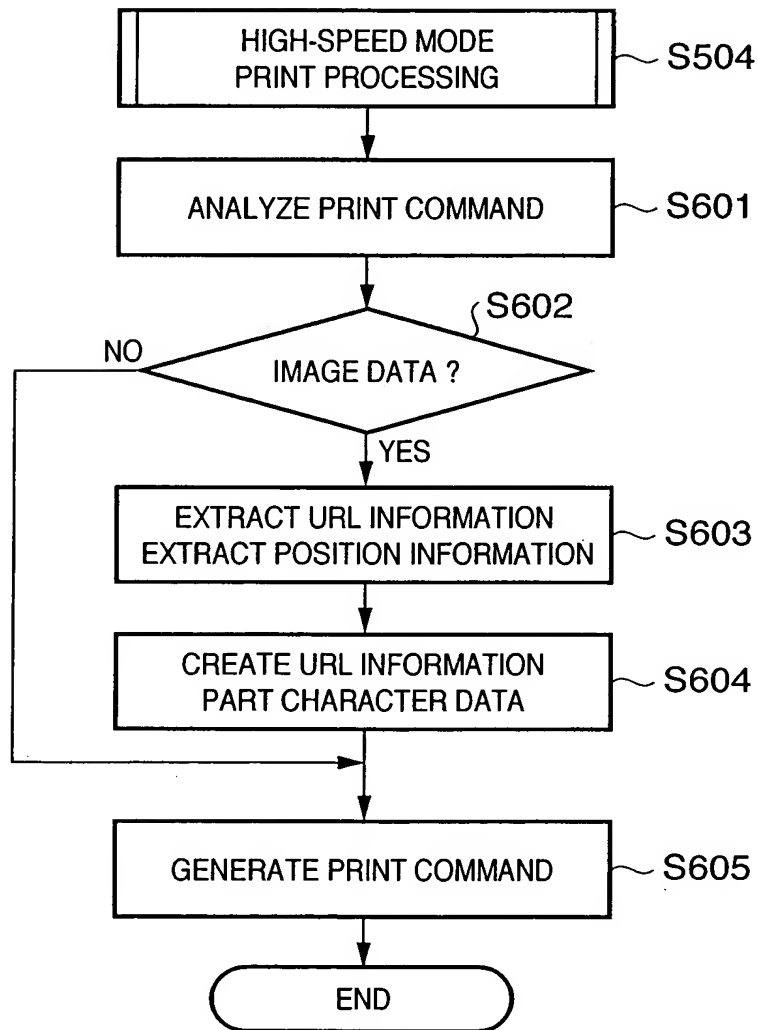 HIGH-SPEED MODE
PRINT PROCESSING
S504
ANALYZE PRINT COMMAND
S601
S602
NO
IMAGE DATA ?
YES
EXTRACT URL INFORMATION
EXTRACT POSITION INFORMATION
S603
CREATE URL INFORMATION
PART CHARACTER DATA
S604
GENERATE PRINT COMMAND
S605
END